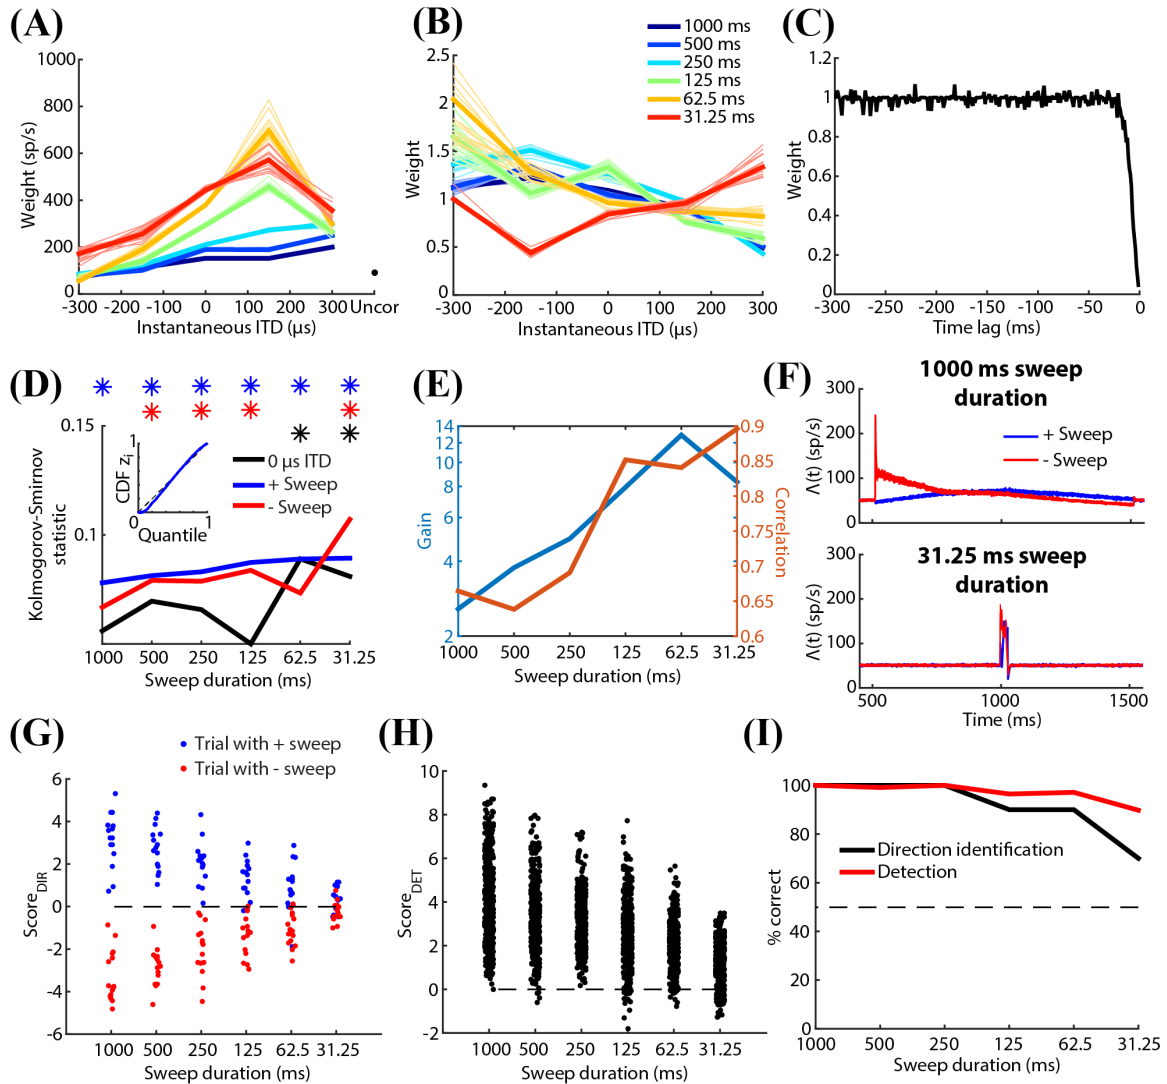 (A)
Weight (sp/s)
1000
800
600
400
200
0
-300 -200 -100 0 100 200 300 Uncor
Instantaneous ITD (µs)
(B)
1000 ms
500 ms
250 ms
125 ms
62.5 ms
31.25 ms
Weight
2.5
2
1.5
1
0.5
0
-300 -200 -100 0 100 200 300
Instantaneous ITD (µs)
(C)
Weight
1.2
1
0.8
0.6
0.4
0.2
0
-300 -250 -200 -150 -100 -50 0
Time lag (ms)
(D)
Kolmogorov-Smirnov
statistic
0.15
0.1
1
CDF zi
0
1
Quantile
0 µs ITD
+ Sweep
- Sweep
1000 500 250 125 62.5 31.25
Sweep duration (ms)
(E)
Gain
14
12
10
8
6
4
2
0.9
0.85
0.8
0.75
0.7
0.65
0.6
Correlation
1000 500 250 125 62.5 31.25
Sweep duration (ms)
(F)
1000 ms sweep
duration
Λ(t) (sp/s)
300
200
100
0
+ Sweep
- Sweep
31.25 ms sweep
duration
Λ(t) (sp/s)
300
200
100
0
500 1000 1500
Time (ms)
(G)
Trial with + sweep
Trial with - sweep
ScoreDIR
6
4
2
0
-2
-4
-6
1000 500 250 125 62.5 31.25
Sweep duration (ms)
(H)
ScoreDET
10
8
6
4
2
0
-2
1000 500 250 125 62.5 31.25
Sweep duration (ms)
(I)
% correct
100
80
60
40
20
0
Direction identification
Detection
1000 500 250 125 62.5 31.25
Sweep duration (ms)